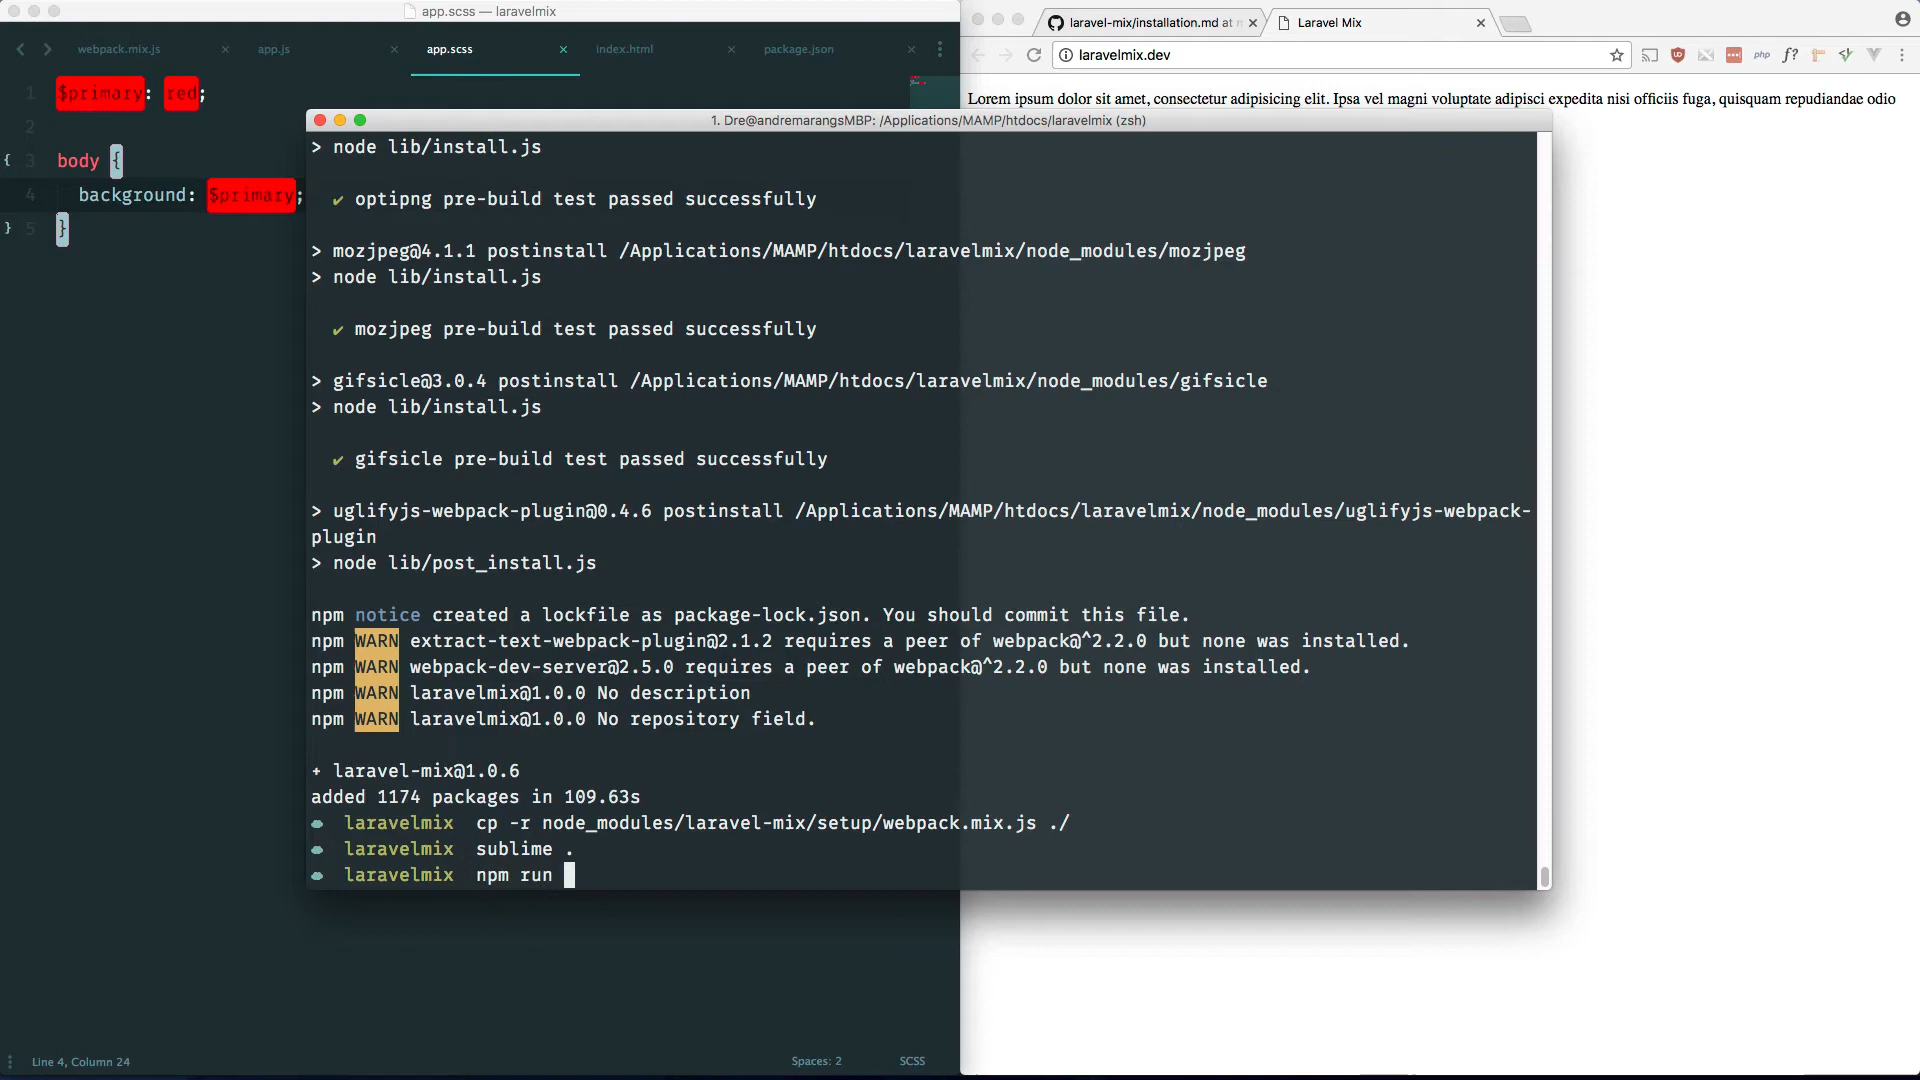 app.scss — laravelmix
webpack.mix.js
app.js
app.scss
index.html
package.json
1 $primary: red;
2
{ 3 body {
4 background: $primary;
} 5 }
Line 4, Column 24
Spaces: 2
SCSS
laravel-mix/installation.md at m
Laravel Mix
laravelmix.dev
php
f?
Lorem ipsum dolor sit amet, consectetur adipisicing elit. Ipsa vel magni voluptate adipisci expedita nisi officiis fuga, quisquam repudiandae odio
1. Dre@andremarangsMBP: /Applications/MAMP/htdocs/laravelmix (zsh)
> node lib/install.js
✔ optipng pre-build test passed successfully
> mozjpeg@4.1.1 postinstall /Applications/MAMP/htdocs/laravelmix/node_modules/mozjpeg
> node lib/install.js
✔ mozjpeg pre-build test passed successfully
> gifsicle@3.0.4 postinstall /Applications/MAMP/htdocs/laravelmix/node_modules/gifsicle
> node lib/install.js
✔ gifsicle pre-build test passed successfully
> uglifyjs-webpack-plugin@0.4.6 postinstall /Applications/MAMP/htdocs/laravelmix/node_modules/uglifyjs-webpack-
plugin
> node lib/post_install.js
npm notice created a lockfile as package-lock.json. You should commit this file.
npm WARN extract-text-webpack-plugin@2.1.2 requires a peer of webpack@^2.2.0 but none was installed.
npm WARN webpack-dev-server@2.5.0 requires a peer of webpack@^2.2.0 but none was installed.
npm WARN laravelmix@1.0.0 No description
npm WARN laravelmix@1.0.0 No repository field.
+ laravel-mix@1.0.6
added 1174 packages in 109.63s
laravelmix cp -r node_modules/laravel-mix/setup/webpack.mix.js ./
laravelmix sublime .
laravelmix npm run